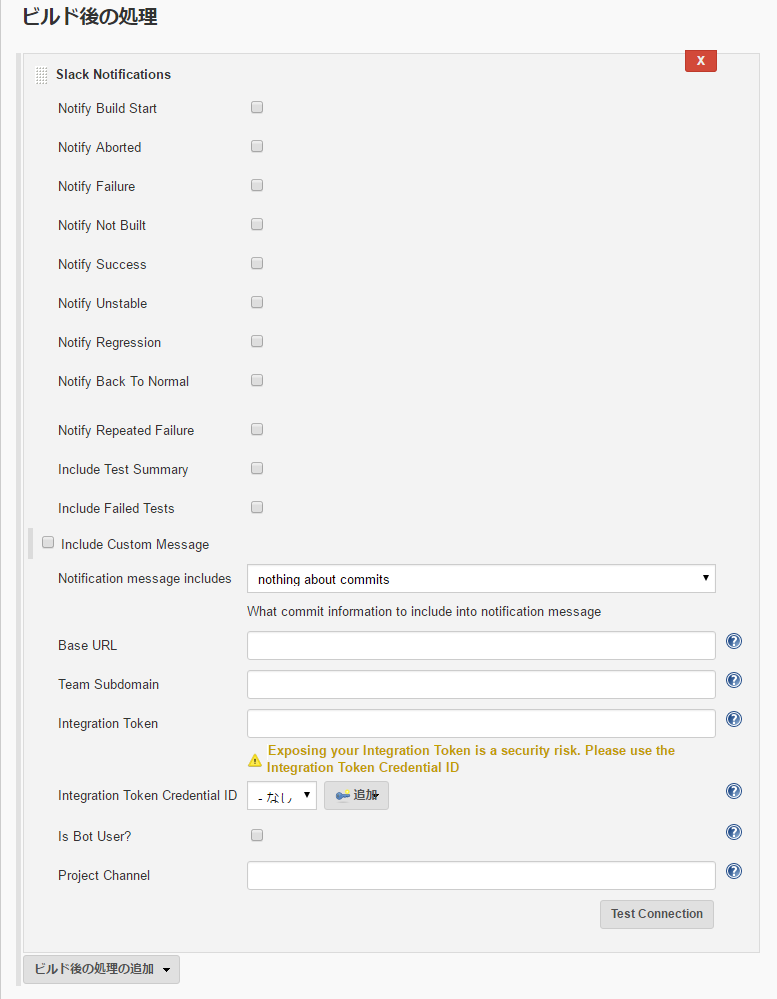 ビルド後の処理
X
Slack Notifications
Notify Build Start
Notify Aborted
Notify Failure
Notify Not Built
Notify Success
Notify Unstable
Notify Regression
Notify Back To Normal
Notify Repeated Failure
Include Test Summary
Include Failed Tests
Include Custom Message
Notification message includes nothing about commits
What commit information to include into notification message
Base URL
Team Subdomain
Integration Token
Exposing your Integration Token is a security risk. Please use the
Integration Token Credential ID
Integration Token Credential ID - なし 追加
Is Bot User?
Project Channel
Test Connection
ビルド後の処理の追加